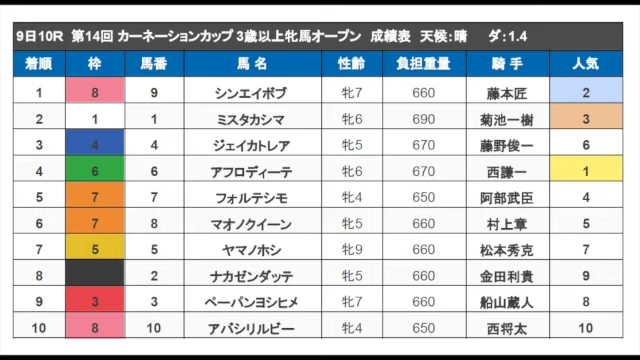 9日10R 第14回 カーネーションカップ 3歳以上牝馬オープン 成績表 天候:晴 ダ:1.4
着順 枠 馬番 馬名 性齢 負担重量 騎手 人気
1 8 9 シンエイボブ 牝7 660 藤本匠 2
2 1 1 ミスタカシマ 牝6 690 菊池一樹 3
3 4 4 ジェイカトレア 牝5 670 藤野俊一 6
4 6 6 アフロディーテ 牝6 670 西謙一 1
5 7 7 フォルテシモ 牝4 650 阿部武臣 4
6 7 8 マオノクイーン 牝5 660 村上章 5
7 5 5 ヤマノホシ 牝9 660 松本秀克 7
8 2 ナカゼンダッテ 牝5 660 金田利貴 9
9 3 3 ペーパンヨシヒメ 牝7 660 船山蔵人 8
10 8 10 アバシリルビー 牝4 650 西将太 10